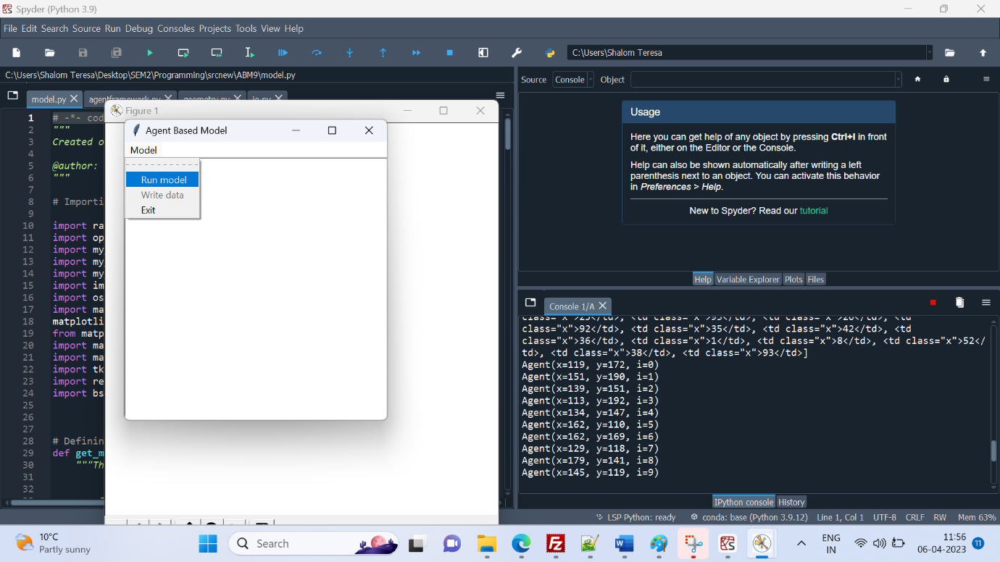 Spyder (Python 3.9)
File Edit Search Source Run Debug Consoles Projects Tools View Help
C:\Users\Shalom Teresa
C:\Users\Shalom Teresa\Desktop\SEM2\Programming\srcnew\ABM9\model.py
Source Console Object
model.py agentframework.py geometry.py io.py
Figure 1
Agent Based Model
Model
Run model
Write data
Exit
1 # -*- cod
2 """
3 Created o
4
5 @author:
6 """
7
8 # Importi
9
10 import ra
11 import op
12 import my
13 import my
14 import my
15 import im
16 import os
17 import ma
18 matplotli
19 from matp
20 import ma
21 import ma
22 import tk
23 import re
24 import bs
25
26
27
28 # Definin
29 def get_m
30 """Th
31
32
Usage
Here you can get help of any object by pressing Ctrl+I in front
of it, either on the Editor or the Console.
Help can also be shown automatically after writing a left
parenthesis next to an object. You can activate this behavior
in Preferences > Help.
New to Spyder? Read our tutorial
Help Variable Explorer Plots Files
Console 1/A
class="x">92</td>, <td class="x">35</td>, <td class="x">42</td>, <td
class="x">36</td>, <td class="x">1</td>, <td class="x">8</td>, <td class="x">52</
td>, <td class="x">38</td>, <td class="x">93</td>]
Agent(x=119, y=172, i=0)
Agent(x=151, y=190, i=1)
Agent(x=139, y=151, i=2)
Agent(x=113, y=192, i=3)
Agent(x=134, y=147, i=4)
Agent(x=162, y=110, i=5)
Agent(x=162, y=169, i=6)
Agent(x=129, y=118, i=7)
Agent(x=179, y=141, i=8)
Agent(x=145, y=119, i=9)
IPython console History
LSP Python: ready conda: base (Python 3.9.12) Line 1, Col 1 UTF-8 CRLF RW Mem 63%
10°C
Partly sunny
Search
ENG
IN
11:56
06-04-2023
11